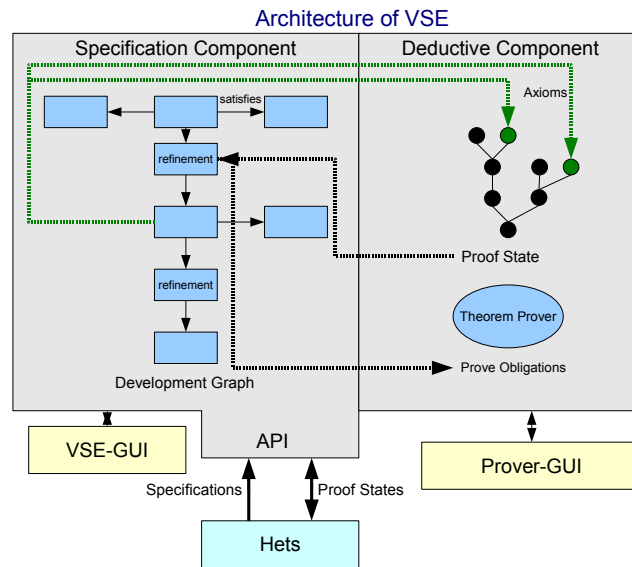 Architecture of VSE
Specification Component
Deductive Component
satisfies
Axioms
refinement
Proof State
refinement
Theorem Prover
Prove Obligations
Development Graph
API
VSE-GUI
Prover-GUI
Specifications
Proof States
Hets